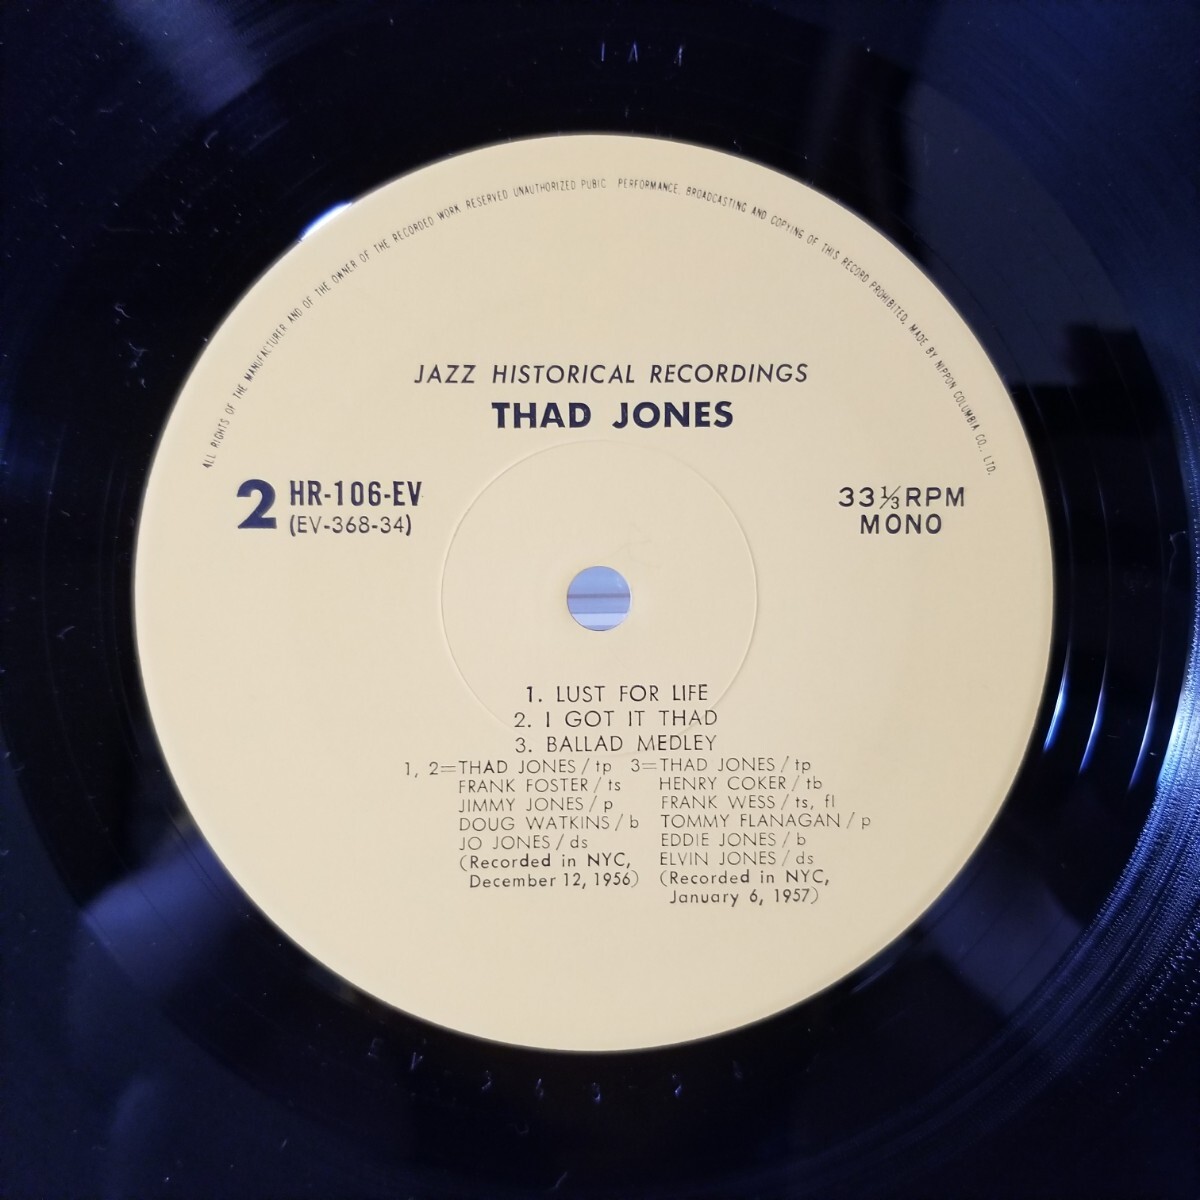 1 A A
ALL RIGHTS OF THE MANUFACTURER AND OF THE OWNER OF THE RECORDED WORK RESERVED UNAUTHORIZED PUBIC PERFORMANCE, BROADCASTING AND COPYING OF THIS RECORD PROHIBITED, MADE BY NIPPON COLUMBIA CO., LTD.
JAZZ HISTORICAL RECORDINGS
THAD JONES
2 HR-106-EV 33 1/3 RPM
(EV-368-34) MONO
1. LUST FOR LIFE
2. I GOT IT THAD
3. BALLAD MEDLEY
1, 2=THAD JONES/tp 3=THAD JONES/tp
FRANK FOSTER/ts HENRY COKER/tb
JIMMY JONES/p FRANK WESS/ts, fl
DOUG WATKINS/b TOMMY FLANAGAN/p
JO JONES/ds EDDIE JONES/b
(Recorded in NYC, ELVIN JONES/ds
December 12, 1956) (Recorded in NYC,
January 6, 1957)